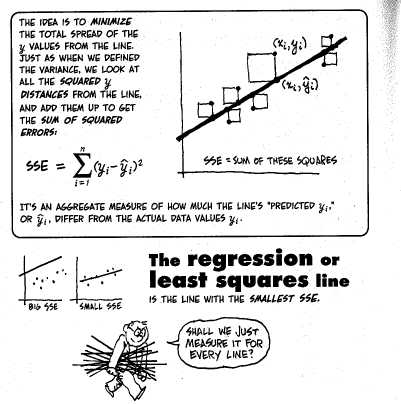 THE IDEA IS TO MINIMIZE
THE TOTAL SPREAD OF THE
y VALUES FROM THE LINE.
JUST AS WHEN WE DEFINED
THE VARIANCE, WE LOOK AT
ALL THE SQUARED y
DISTANCES FROM THE LINE,
AND ADD THEM UP TO GET
THE SUM OF SQUARED
ERRORS:
SSE = ∑ᵢ₌₁ⁿ (yᵢ - ŷᵢ)²
(xᵢ, yᵢ)
(xᵢ, ŷᵢ)
SSE = SUM OF THESE SQUARES
IT'S AN AGGREGATE MEASURE OF HOW MUCH THE LINE'S "PREDICTED yᵢ,"
OR ŷᵢ, DIFFER FROM THE ACTUAL DATA VALUES yᵢ.
BIG SSE
SMALL SSE
The regression or
least squares line
IS THE LINE WITH THE SMALLEST SSE.
SHALL WE JUST
MEASURE IT FOR
EVERY LINE?